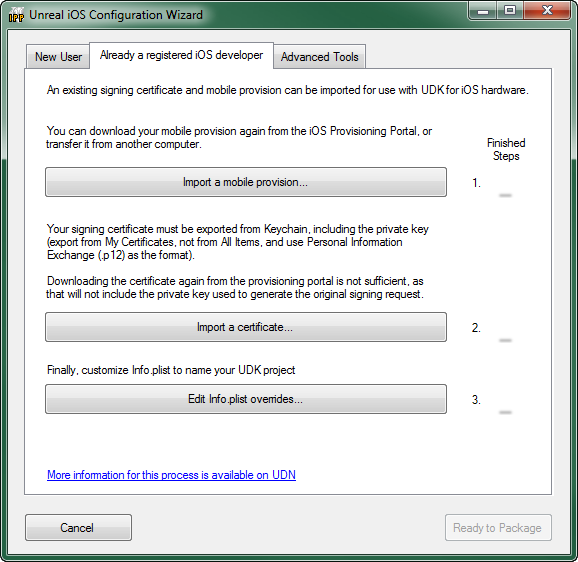 IPP
Unreal iOS Configuration Wizard
New User
Already a registered iOS developer
Advanced Tools
An existing signing certificate and mobile provision can be imported for use with UDK for iOS hardware.
You can download your mobile provision again from the iOS Provisioning Portal, or
transfer it from another computer.
Finished
Steps
Import a mobile provision...
1.
Your signing certificate must be exported from Keychain, including the private key
(export from My Certificates, not from All Items, and use Personal Information
Exchange (.p12) as the format).
Downloading the certificate again from the provisioning portal is not sufficient, as
that will not include the private key used to generate the original signing request.
Import a certificate...
2.
Finally, customize Info.plist to name your UDK project
Edit Info.plist overrides...
3.
More information for this process is available on UDN
Cancel
Ready to Package